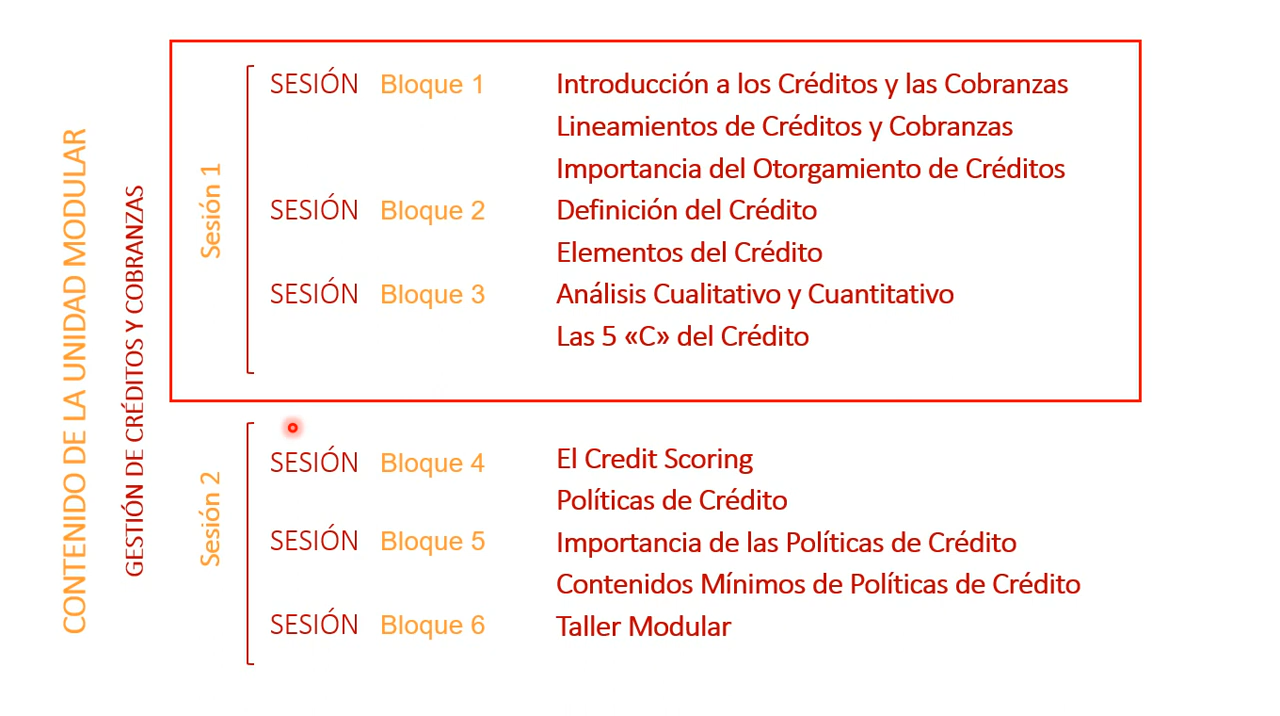 CONTENIDO DE LA UNIDAD MODULAR
GESTIÓN DE CRÉDITOS Y COBRANZAS
Sesión 1
SESIÓN Bloque 1 Introducción a los Créditos y las Cobranzas
Lineamientos de Créditos y Cobranzas
Importancia del Otorgamiento de Créditos
SESIÓN Bloque 2 Definición del Crédito
Elementos del Crédito
SESIÓN Bloque 3 Análisis Cualitativo y Cuantitativo
Las 5 «C» del Crédito
Sesión 2
SESIÓN Bloque 4 El Credit Scoring
Políticas de Crédito
SESIÓN Bloque 5 Importancia de las Políticas de Crédito
Contenidos Mínimos de Políticas de Crédito
SESIÓN Bloque 6 Taller Modular